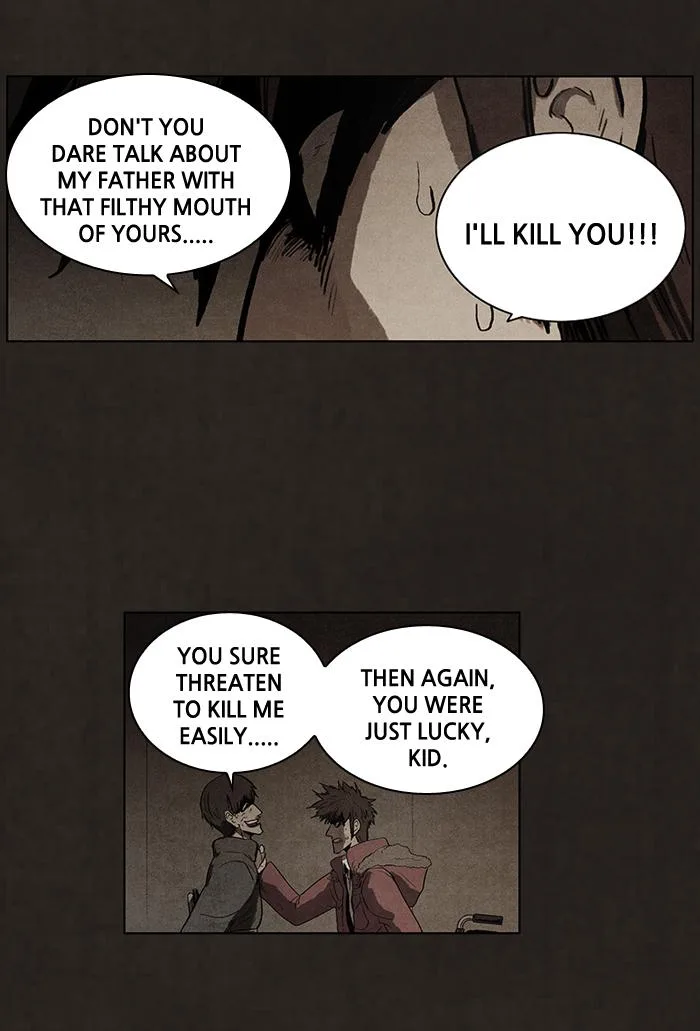 DON'T YOU
DARE TALK ABOUT
MY FATHER WITH
THAT FILTHY MOUTH
OF YOURS.....
I'LL KILL YOU!!!
YOU SURE
THREATEN
TO KILL ME
EASILY.....
THEN AGAIN,
YOU WERE
JUST LUCKY,
KID.